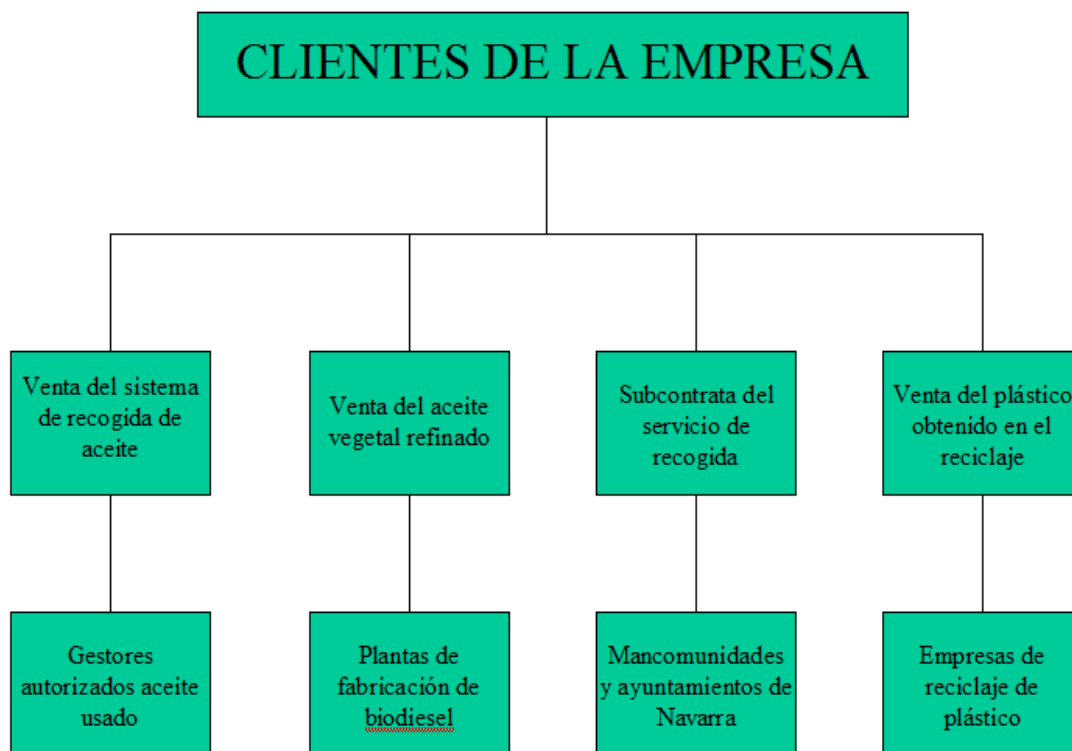 CLIENTES DE LA EMPRESA
Venta del sistema
de recogida de
aceite
Venta del aceite
vegetal refinado
Subcontrata del
servicio de
recogida
Venta del plástico
obtenido en el
reciclaje
Gestores
autorizados aceite
usado
Plantas de
fabricación de
biodiesel
Mancomunidades
y ayuntamientos de
Navarra
Empresas de
reciclaje de
plástico